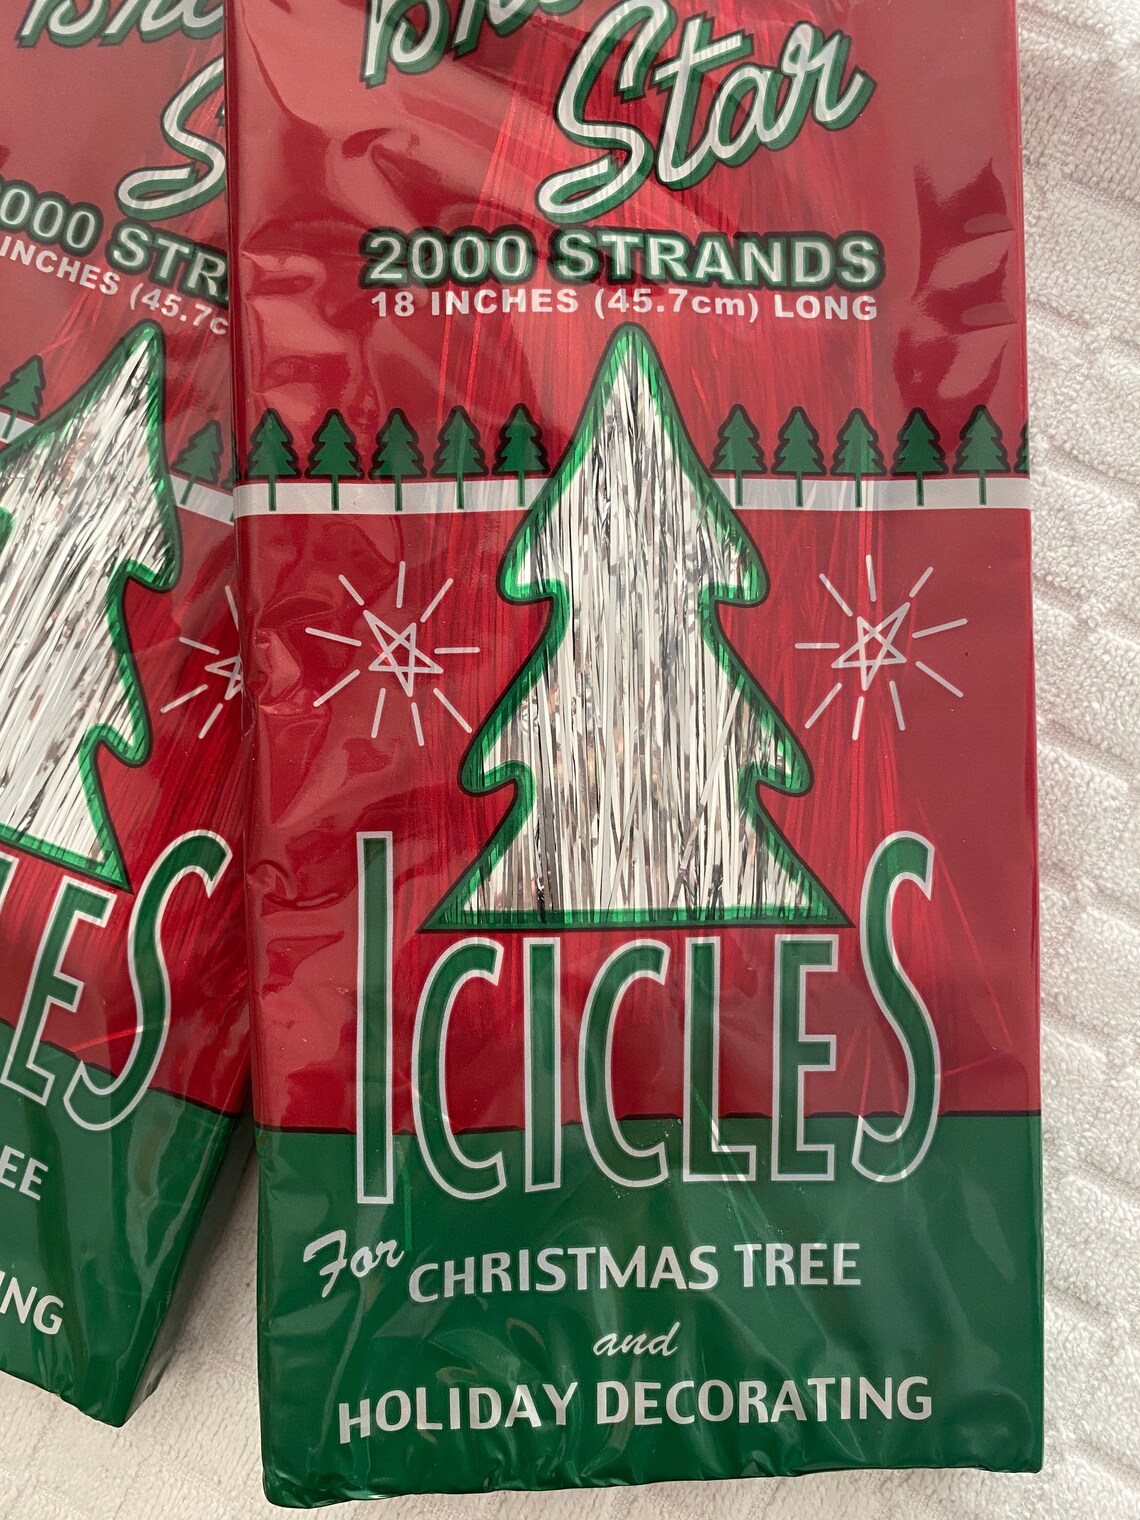 Star
2000 STRANDS
18 INCHES (45.7cm) LONG
ICICLES
For CHRISTMAS TREE
and
HOLIDAY DECORATING